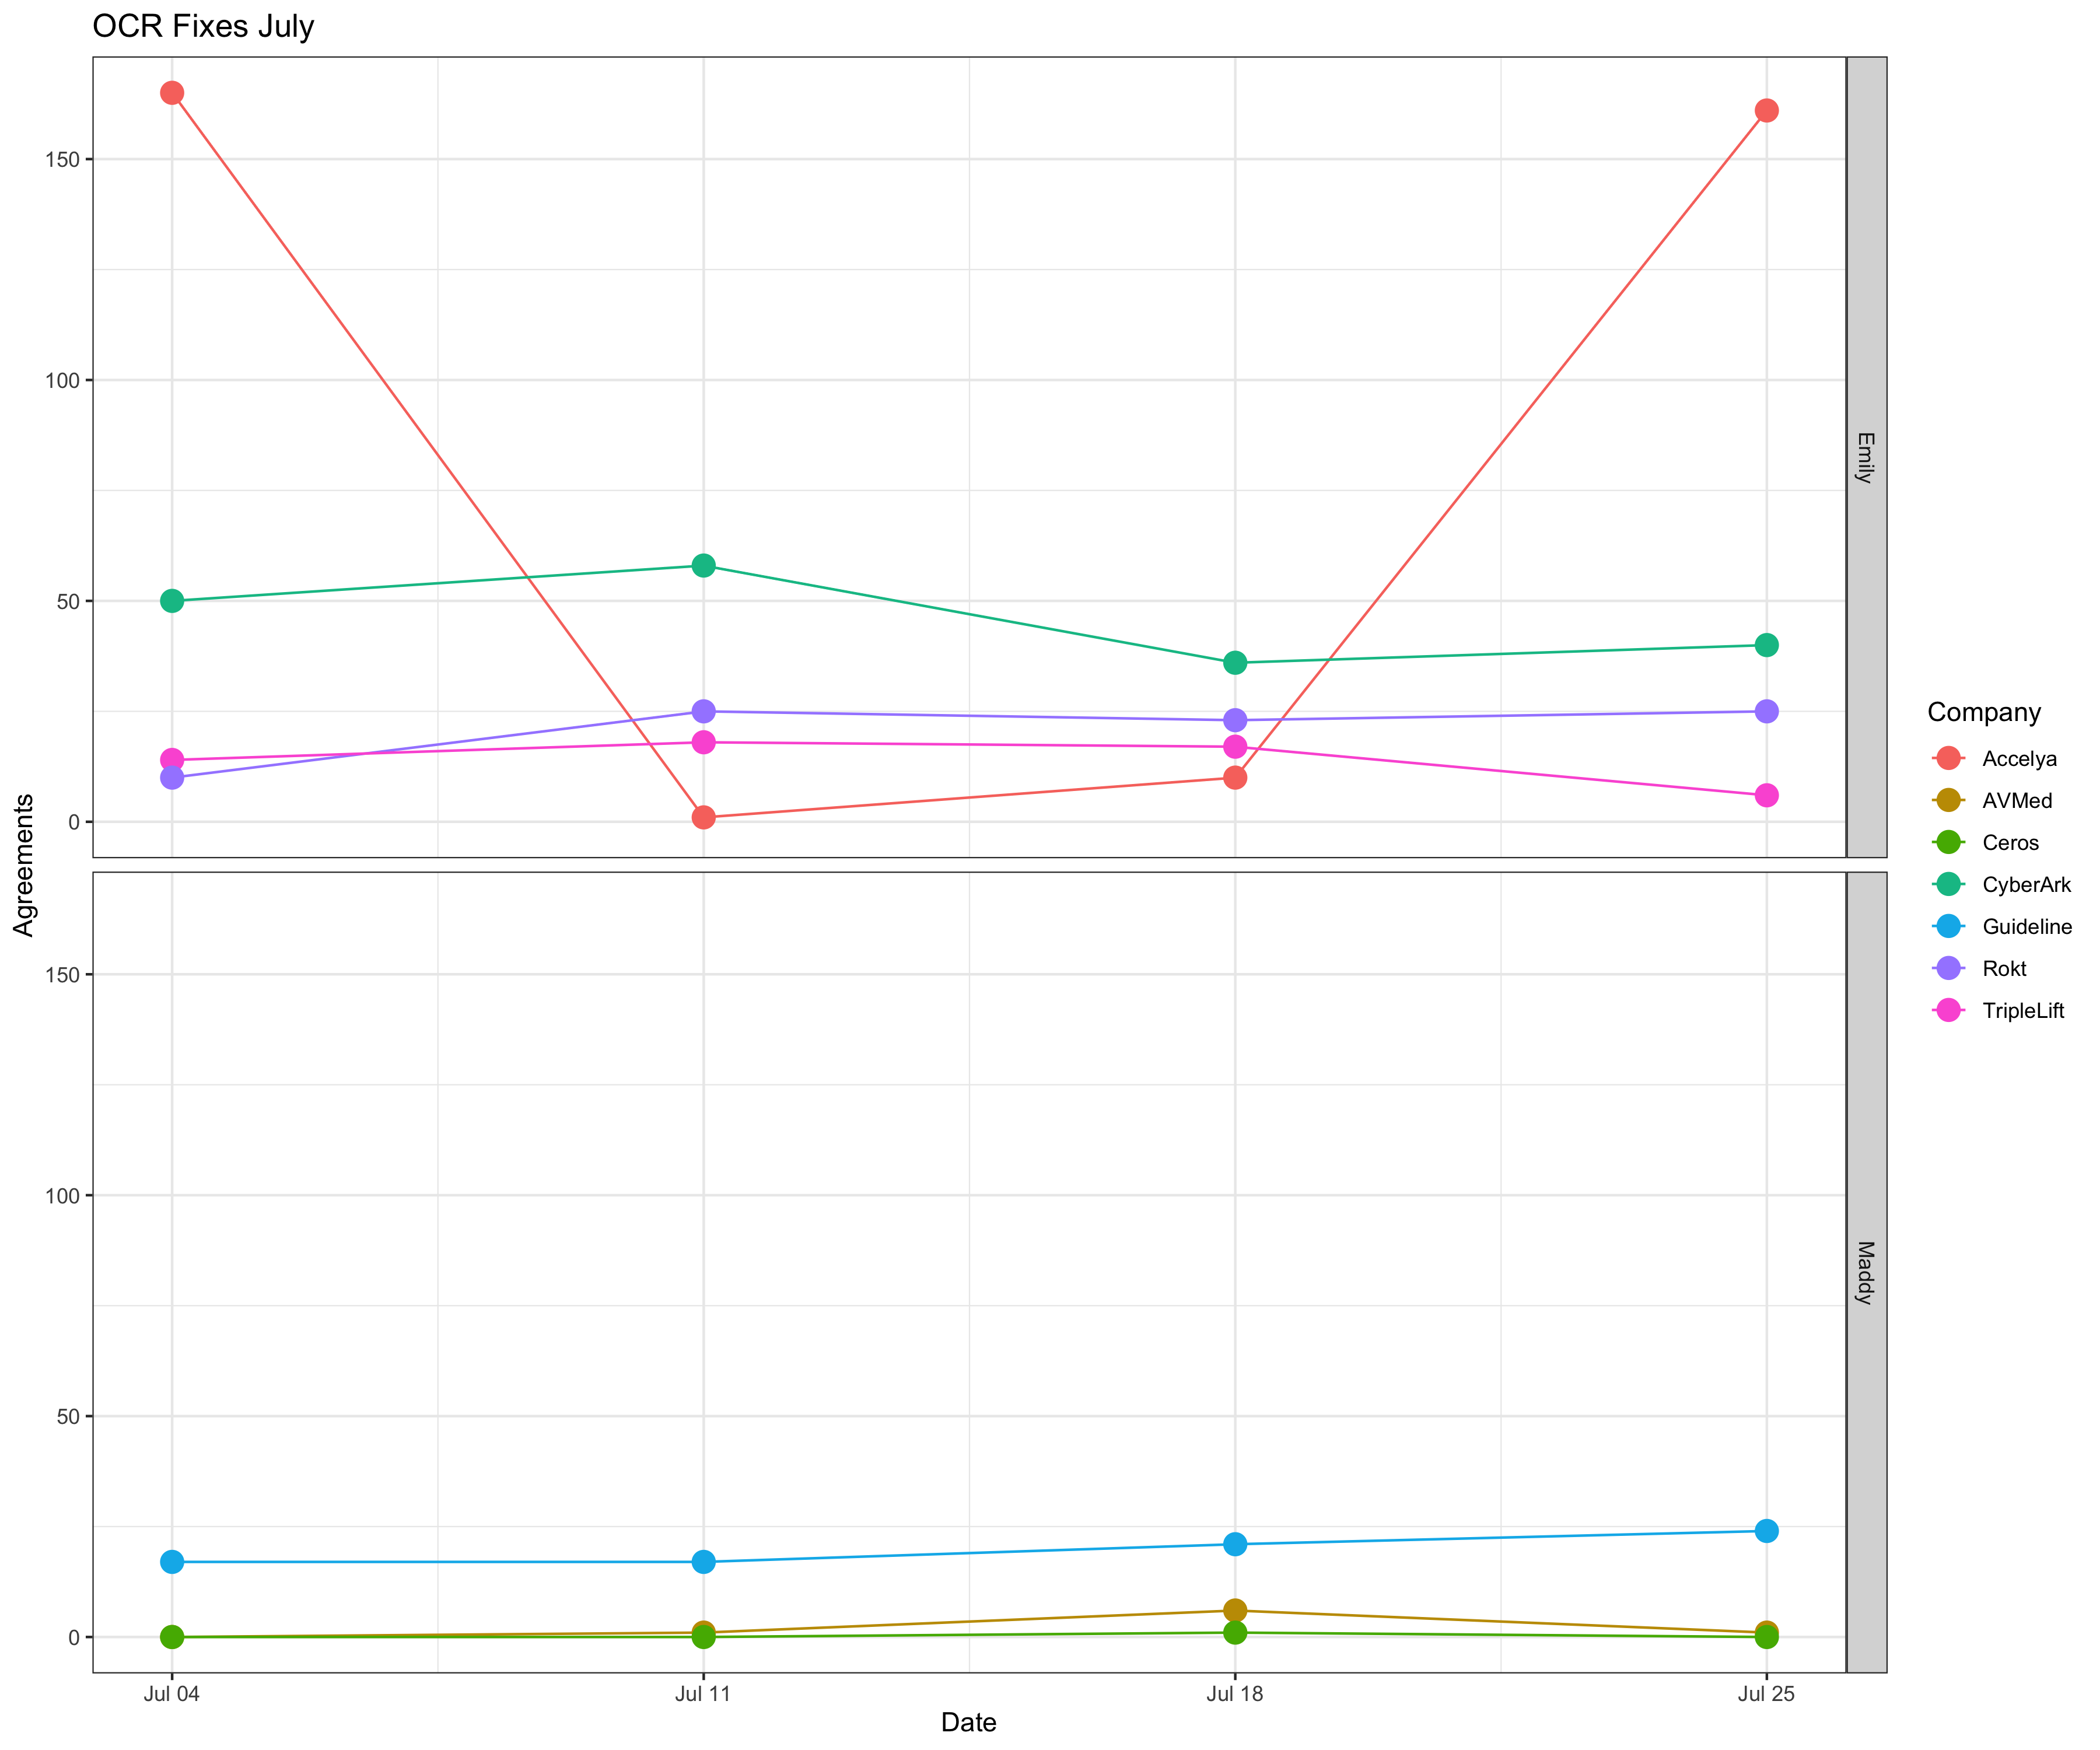 OCR Fixes July
150
100
50
0
Emily
150
100
50
0
Maddy
Jul 04
Jul 11
Jul 18
Jul 25
Date
Agreements
Company
Accelya
AVMed
Ceros
CyberArk
Guideline
Rokt
TripleLift